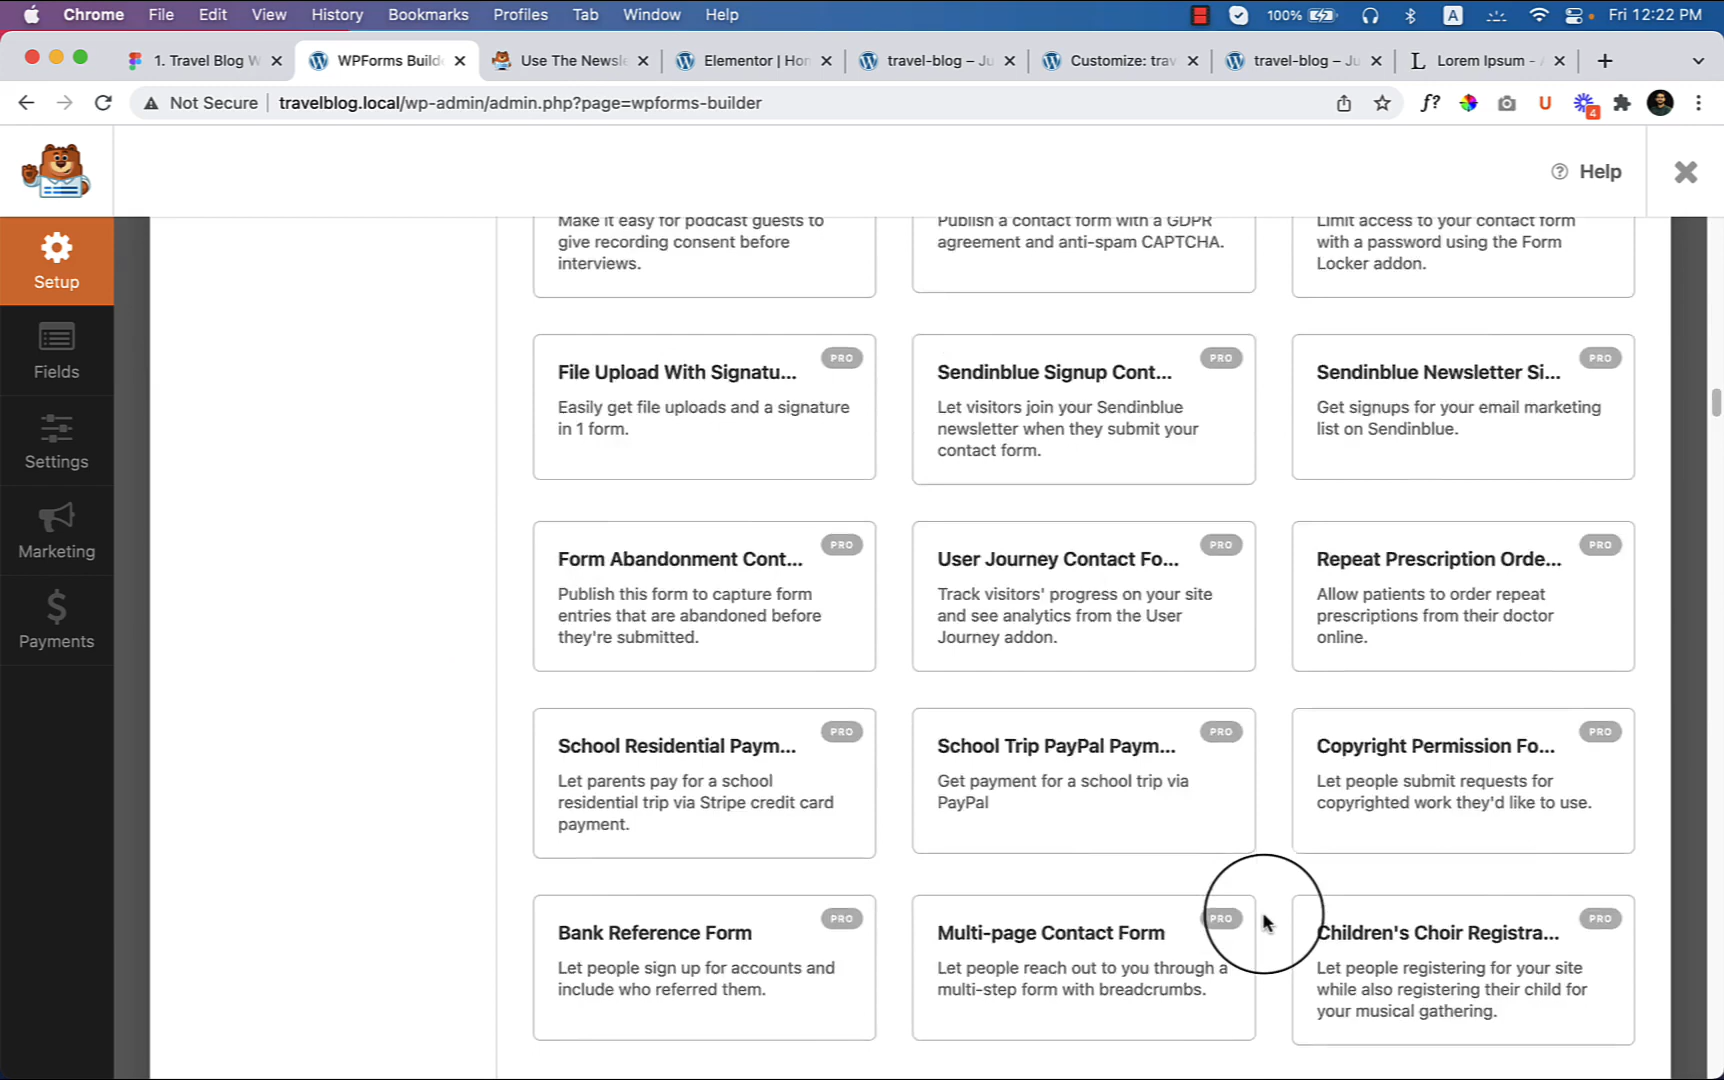 Chrome File Edit View History Bookmarks Profiles Tab Window Help 100% A Fri 12:22 PM
1. Travel Blog W WPForms Builde Use The Newsle Elementor | Hon travel-blog – Ju Customize: trav travel-blog – Ju Lorem Ipsum - A
Not Secure travelblog.local/wp-admin/admin.php?page=wpforms-builder f? U 4
Help
Setup
Fields
Settings
Marketing
Payments
Make it easy for podcast guests to
give recording consent before
interviews.
Publish a contact form with a GDPR
agreement and anti-spam CAPTCHA.
Limit access to your contact form
with a password using the Form
Locker addon.
PRO
File Upload With Signatu...
Easily get file uploads and a signature
in 1 form.
PRO
Sendinblue Signup Cont...
Let visitors join your Sendinblue
newsletter when they submit your
contact form.
PRO
Sendinblue Newsletter Si...
Get signups for your email marketing
list on Sendinblue.
PRO
Form Abandonment Cont...
Publish this form to capture form
entries that are abandoned before
they're submitted.
PRO
User Journey Contact Fo...
Track visitors' progress on your site
and see analytics from the User
Journey addon.
PRO
Repeat Prescription Orde...
Allow patients to order repeat
prescriptions from their doctor
online.
PRO
School Residential Paym...
Let parents pay for a school
residential trip via Stripe credit card
payment.
PRO
School Trip PayPal Paym...
Get payment for a school trip via
PayPal
PRO
Copyright Permission Fo...
Let people submit requests for
copyrighted work they'd like to use.
PRO
Bank Reference Form
Let people sign up for accounts and
include who referred them.
PRO
Multi-page Contact Form
Let people reach out to you through a
multi-step form with breadcrumbs.
PRO
Children's Choir Registra...
Let people registering for your site
while also registering their child for
your musical gathering.